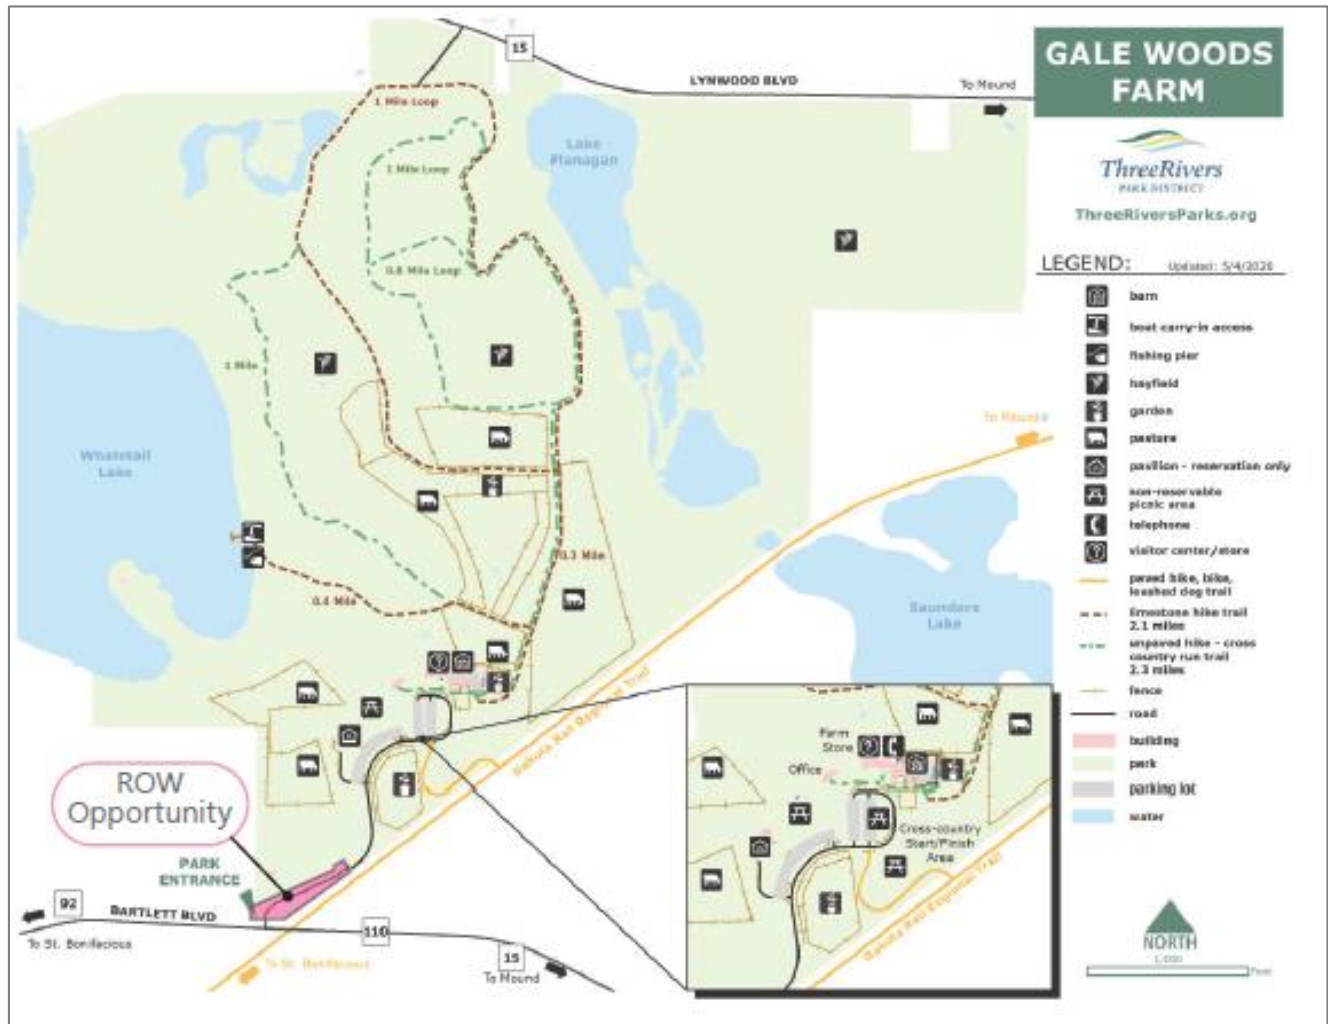 GALE WOODS
FARM
ThreeRivers
PARK DISTRICT
ThreeRiversParks.org
LEGEND:
Updated: 5/4/2020
barn
boat carry-in access
fishing pier
hayfield
garden
pasture
pavilion - reservation only
non-reservable
picnic area
telephone
visitor center/store
paved hike, bike,
leashed dog trail
limestone hike trail
2.1 miles
unpaved hike - cross
country run trail
2.3 miles
fence
road
building
park
parking lot
water
NORTH
1,000
Feet
15
LYNWOOD BLVD
To Mound
1 Mile Loop
Lake
Flanagan
1 Mile Loop
0.8 Mile Loop
1 Mile
To Mound
Whaletail
Lake
0.3 Mile
0.4 Mile
Saunders
Lake
Dakota Rail Regional Trail
ROW
Opportunity
PARK
ENTRANCE
92
BARTLETT BLVD
110
To St. Bonifacious
To St. Bonifacious
15
To Mound
Farm
Store
Office
Cross-country
Start/Finish
Area
Dakota Rail Regional Trail